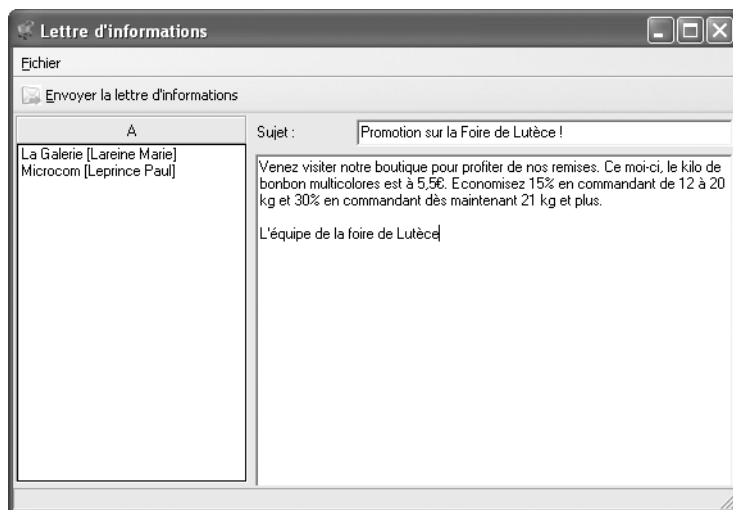 Lettre d'informations
Fichier
Envoyer la lettre d'informations
A
La Galerie [Lareine Marie]
Microcom [Leprince Paul]
Sujet :
Promotion sur la Foire de Lutèce !
Venez visiter notre boutique pour profiter de nos remises. Ce moi-ci, le kilo de
bonbon multicolores est à 5,5€. Economisez 15% en commandant de 12 à 20
kg et 30% en commandant dès maintenant 21 kg et plus.
L'équipe de la foire de Lutèce